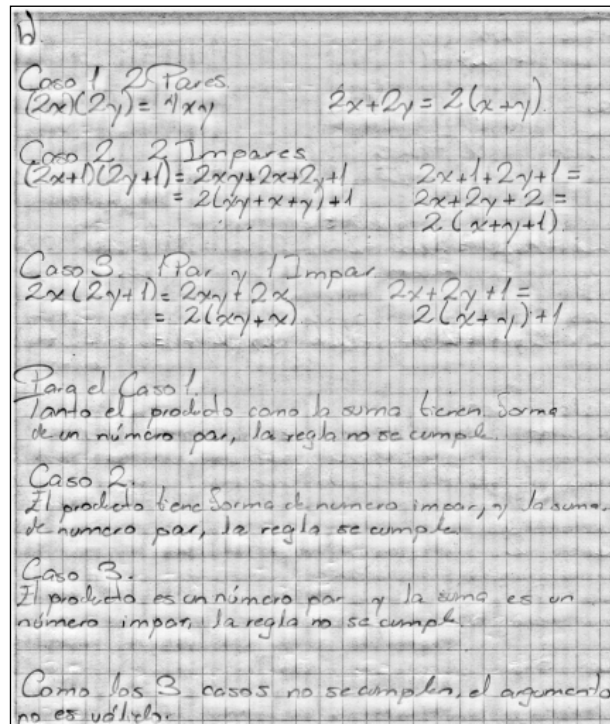 b)
Caso 1 2 Pares.
(2x)(2y) = 4xy 2x+2y = 2(x+y).
Caso 2 2 Impares
(2x+1)(2y+1) = 2xy+2x+2y+1 2x+1+2y+1 =
= 2(xy+x+y)+1 2x+2y+2 =
2(x+y+1)
Caso 3. 1 Par y 1 Impar
2x(2y+1) = 2xy+2x 2x+2y+1 =
= 2(xy+x) 2(x+y)+1
=
Para el Caso 1.
Tanto el producto como la suma tienen forma
de un número par, la regla no se cumple.
Caso 2.
El producto tiene forma de numero impar, y la suma,
de numero par, la regla se cumple.
Caso 3.
El producto es un número par y la suma es un
número impar, la regla no se cumple.
Como los 3 casos no se cumplen, el argumento
no es válido.